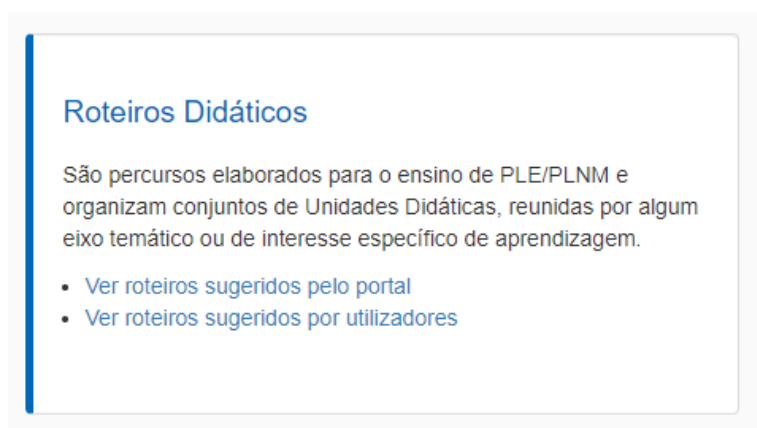 Roteiros Didáticos
São percursos elaborados para o ensino de PLE/PLNM e
organizam conjuntos de Unidades Didáticas, reunidas por algum
eixo temático ou de interesse específico de aprendizagem.
• Ver roteiros sugeridos pelo portal
• Ver roteiros sugeridos por utilizadores